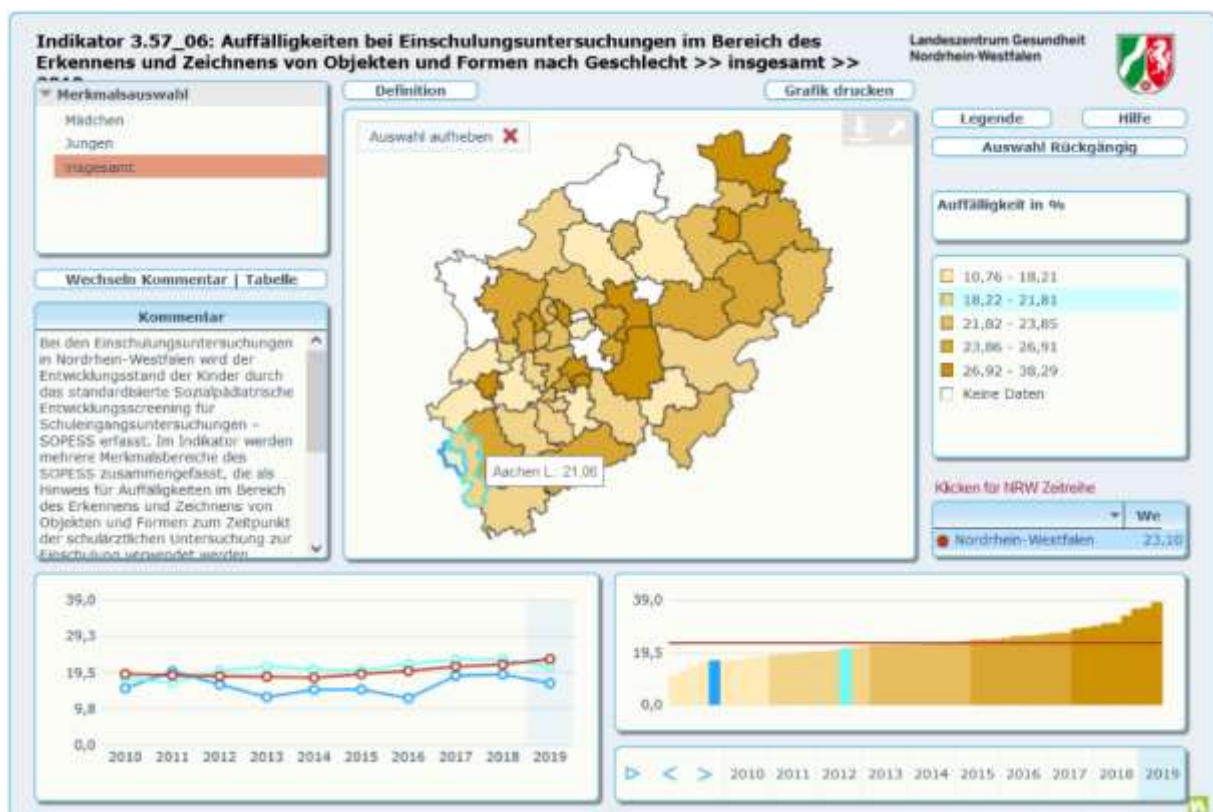 Indikator 3.57_06: Auffälligkeiten bei Einschulungsuntersuchungen im Bereich des
Erkennens und Zeichnens von Objekten und Formen nach Geschlecht >> insgesamt >>
Landeszentrum Gesundheit
Nordrhein-Westfalen
Merkmalsauswahl
Mädchen
Jungen
insgesamt
Definition
Grafik drucken
Auswahl aufheben
Legende
Hilfe
Auswahl Rückgängig
Auffälligkeit in %
Wechseln Kommentar | Tabelle
Kommentar
Bei den Einschulungsuntersuchungen
in Nordrhein-Westfalen wird der
Entwicklungsstand der Kinder durch
das standardisierte Sozialpädiatrische
Entwicklungsscreening für
Schuleingangsuntersuchungen –
SOPESS erfasst. Im Indikator werden
mehrere Merkmalsbereiche des
SOPESS zusammengefasst, die als
Hinweis für Auffälligkeiten im Bereich
des Erkennens und Zeichnens von
Objekten und Formen zum Zeitpunkt
der schulärztlichen Untersuchung zur
Einschulung verwendet werden
Aachen L.: 21,06
10,76 - 18,21
18,22 - 21,81
21,82 - 23,85
23,86 - 26,91
26,92 - 38,29
Keine Daten
Klicken für NRW Zeitreihe
We
Nordrhein-Westfalen 23,10
39,0
29,3
19,5
9,8
0,0
2010 2011 2012 2013 2014 2015 2016 2017 2018 2019
39,0
19,5
0,0
2010 2011 2012 2013 2014 2015 2016 2017 2018 2019